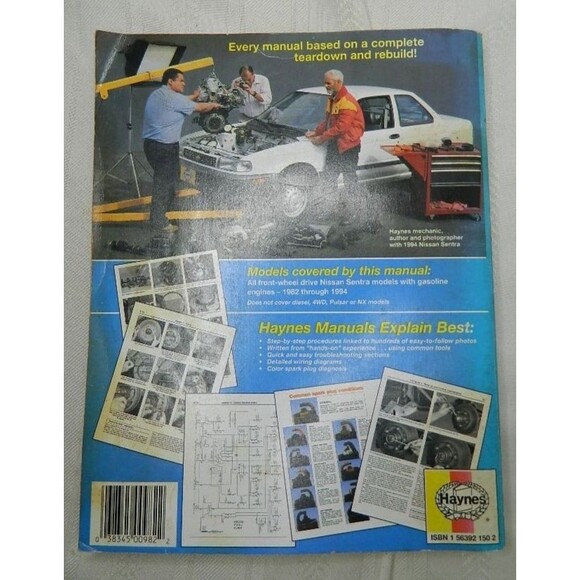 Every manual based on a complete
teardown and rebuild!
Haynes mechanic,
author and photographer
with 1994 Nissan Sentra
Models covered by this manual:
All front-wheel drive Nissan Sentra models with gasoline
engines – 1982 through 1994
Does not cover diesel, 4WD, Pulsar or NX models
Haynes Manuals Explain Best:
• Step-by-step procedures linked to hundreds of easy-to-follow photos
• Written from "hands-on" experience . . . using common tools
• Quick and easy troubleshooting sections
• Detailed wiring diagrams
• Color spark plug diagnosis
Common spark plug conditions
Haynes
®
ISBN 1 56392 150 2
0 38345 00982 2